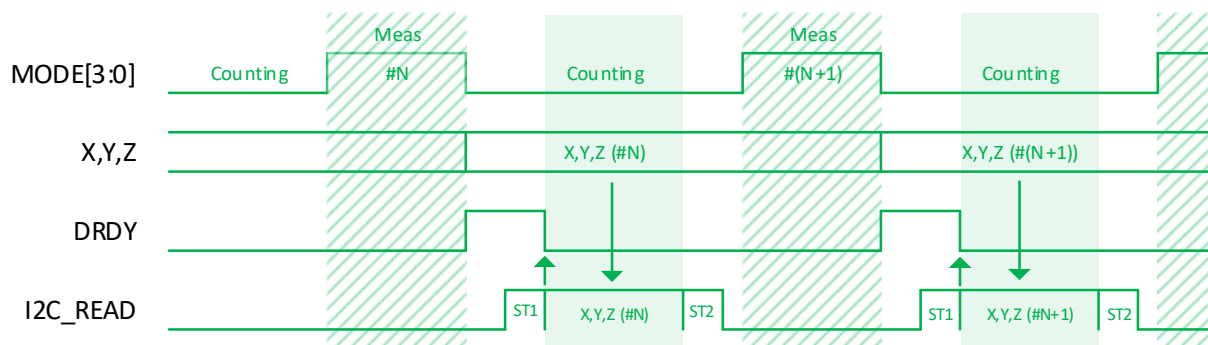 Meas Meas
MODE[3:0] Counting #N Counting #(N+1) Counting
X,Y,Z X,Y,Z (#N) X,Y,Z (#(N+1))
DRDY
I2C_READ ST1 X,Y,Z (#N) ST2 ST1 X,Y,Z (#N+1) ST2